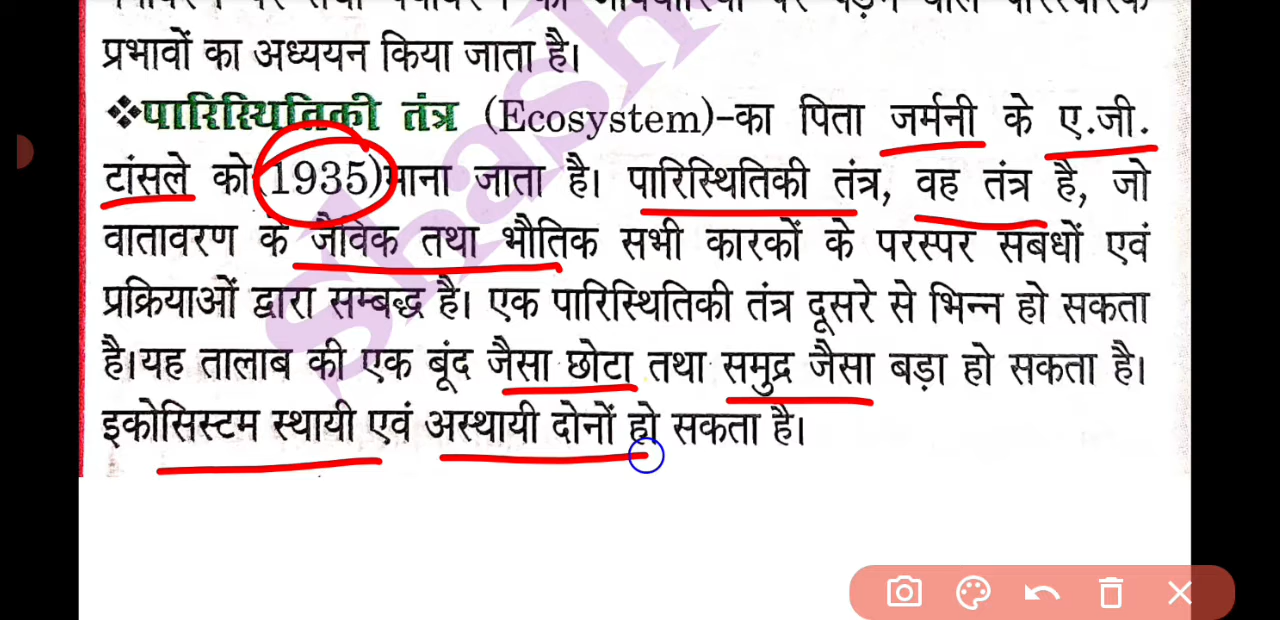 प्रभावों का अध्ययन किया जाता है।
❖पारिस्थितिकी तंत्र (Ecosystem)-का पिता जर्मनी के ए.जी.
टांसले को (1935) माना जाता है। पारिस्थितिकी तंत्र, वह तंत्र है, जो
वातावरण के जैविक तथा भौतिक सभी कारकों के परस्पर संबधों एवं
प्रक्रियाओं द्वारा सम्बद्ध है। एक पारिस्थितिकी तंत्र दूसरे से भिन्न हो सकता
है।यह तालाब की एक बूंद जैसा छोटा तथा समुद्र जैसा बड़ा हो सकता है।
इकोसिस्टम स्थायी एवं अस्थायी दोनों हो सकता है।